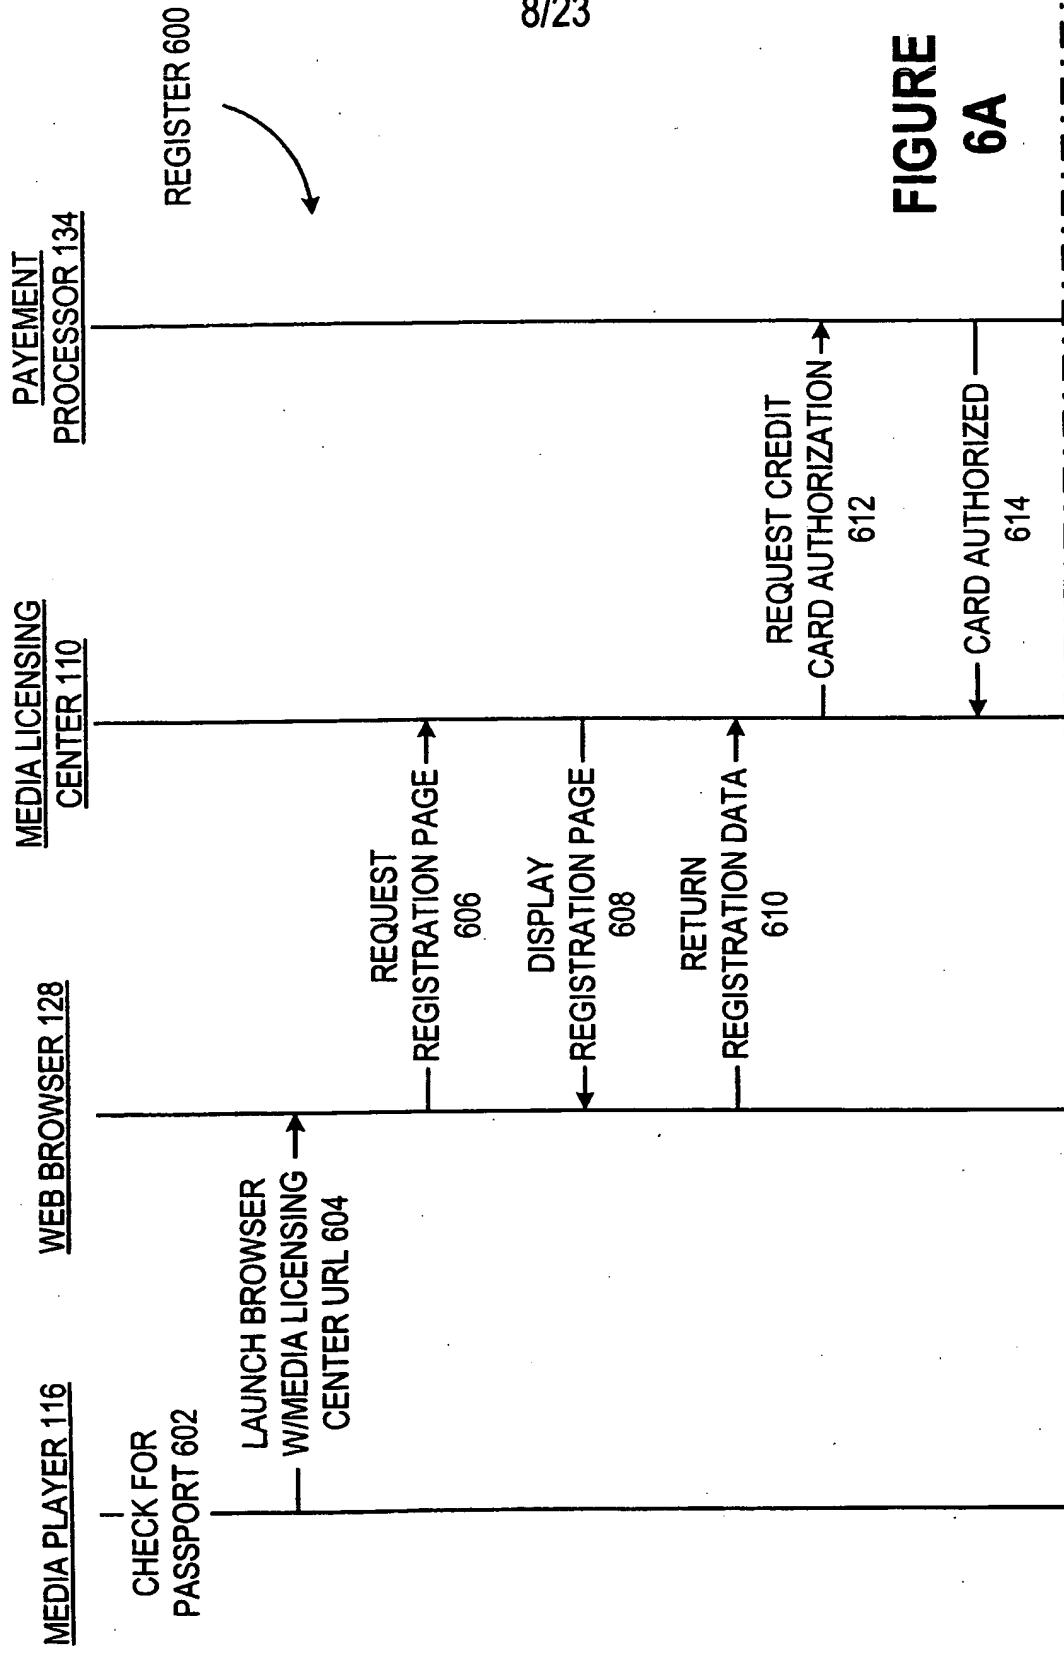 8/23
REGISTER 600
MEDIA PLAYER 116
WEB BROWSER 128
MEDIA LICENSING
CENTER 110
PAYEMENT
PROCESSOR 134
CHECK FOR
PASSPORT 602
LAUNCH BROWSER
W/MEDIA LICENSING
CENTER URL 604
REQUEST
REGISTRATION PAGE
606
DISPLAY
REGISTRATION PAGE
608
RETURN
REGISTRATION DATA
610
REQUEST CREDIT
CARD AUTHORIZATION
612
CARD AUTHORIZED
614
FIGURE
6A